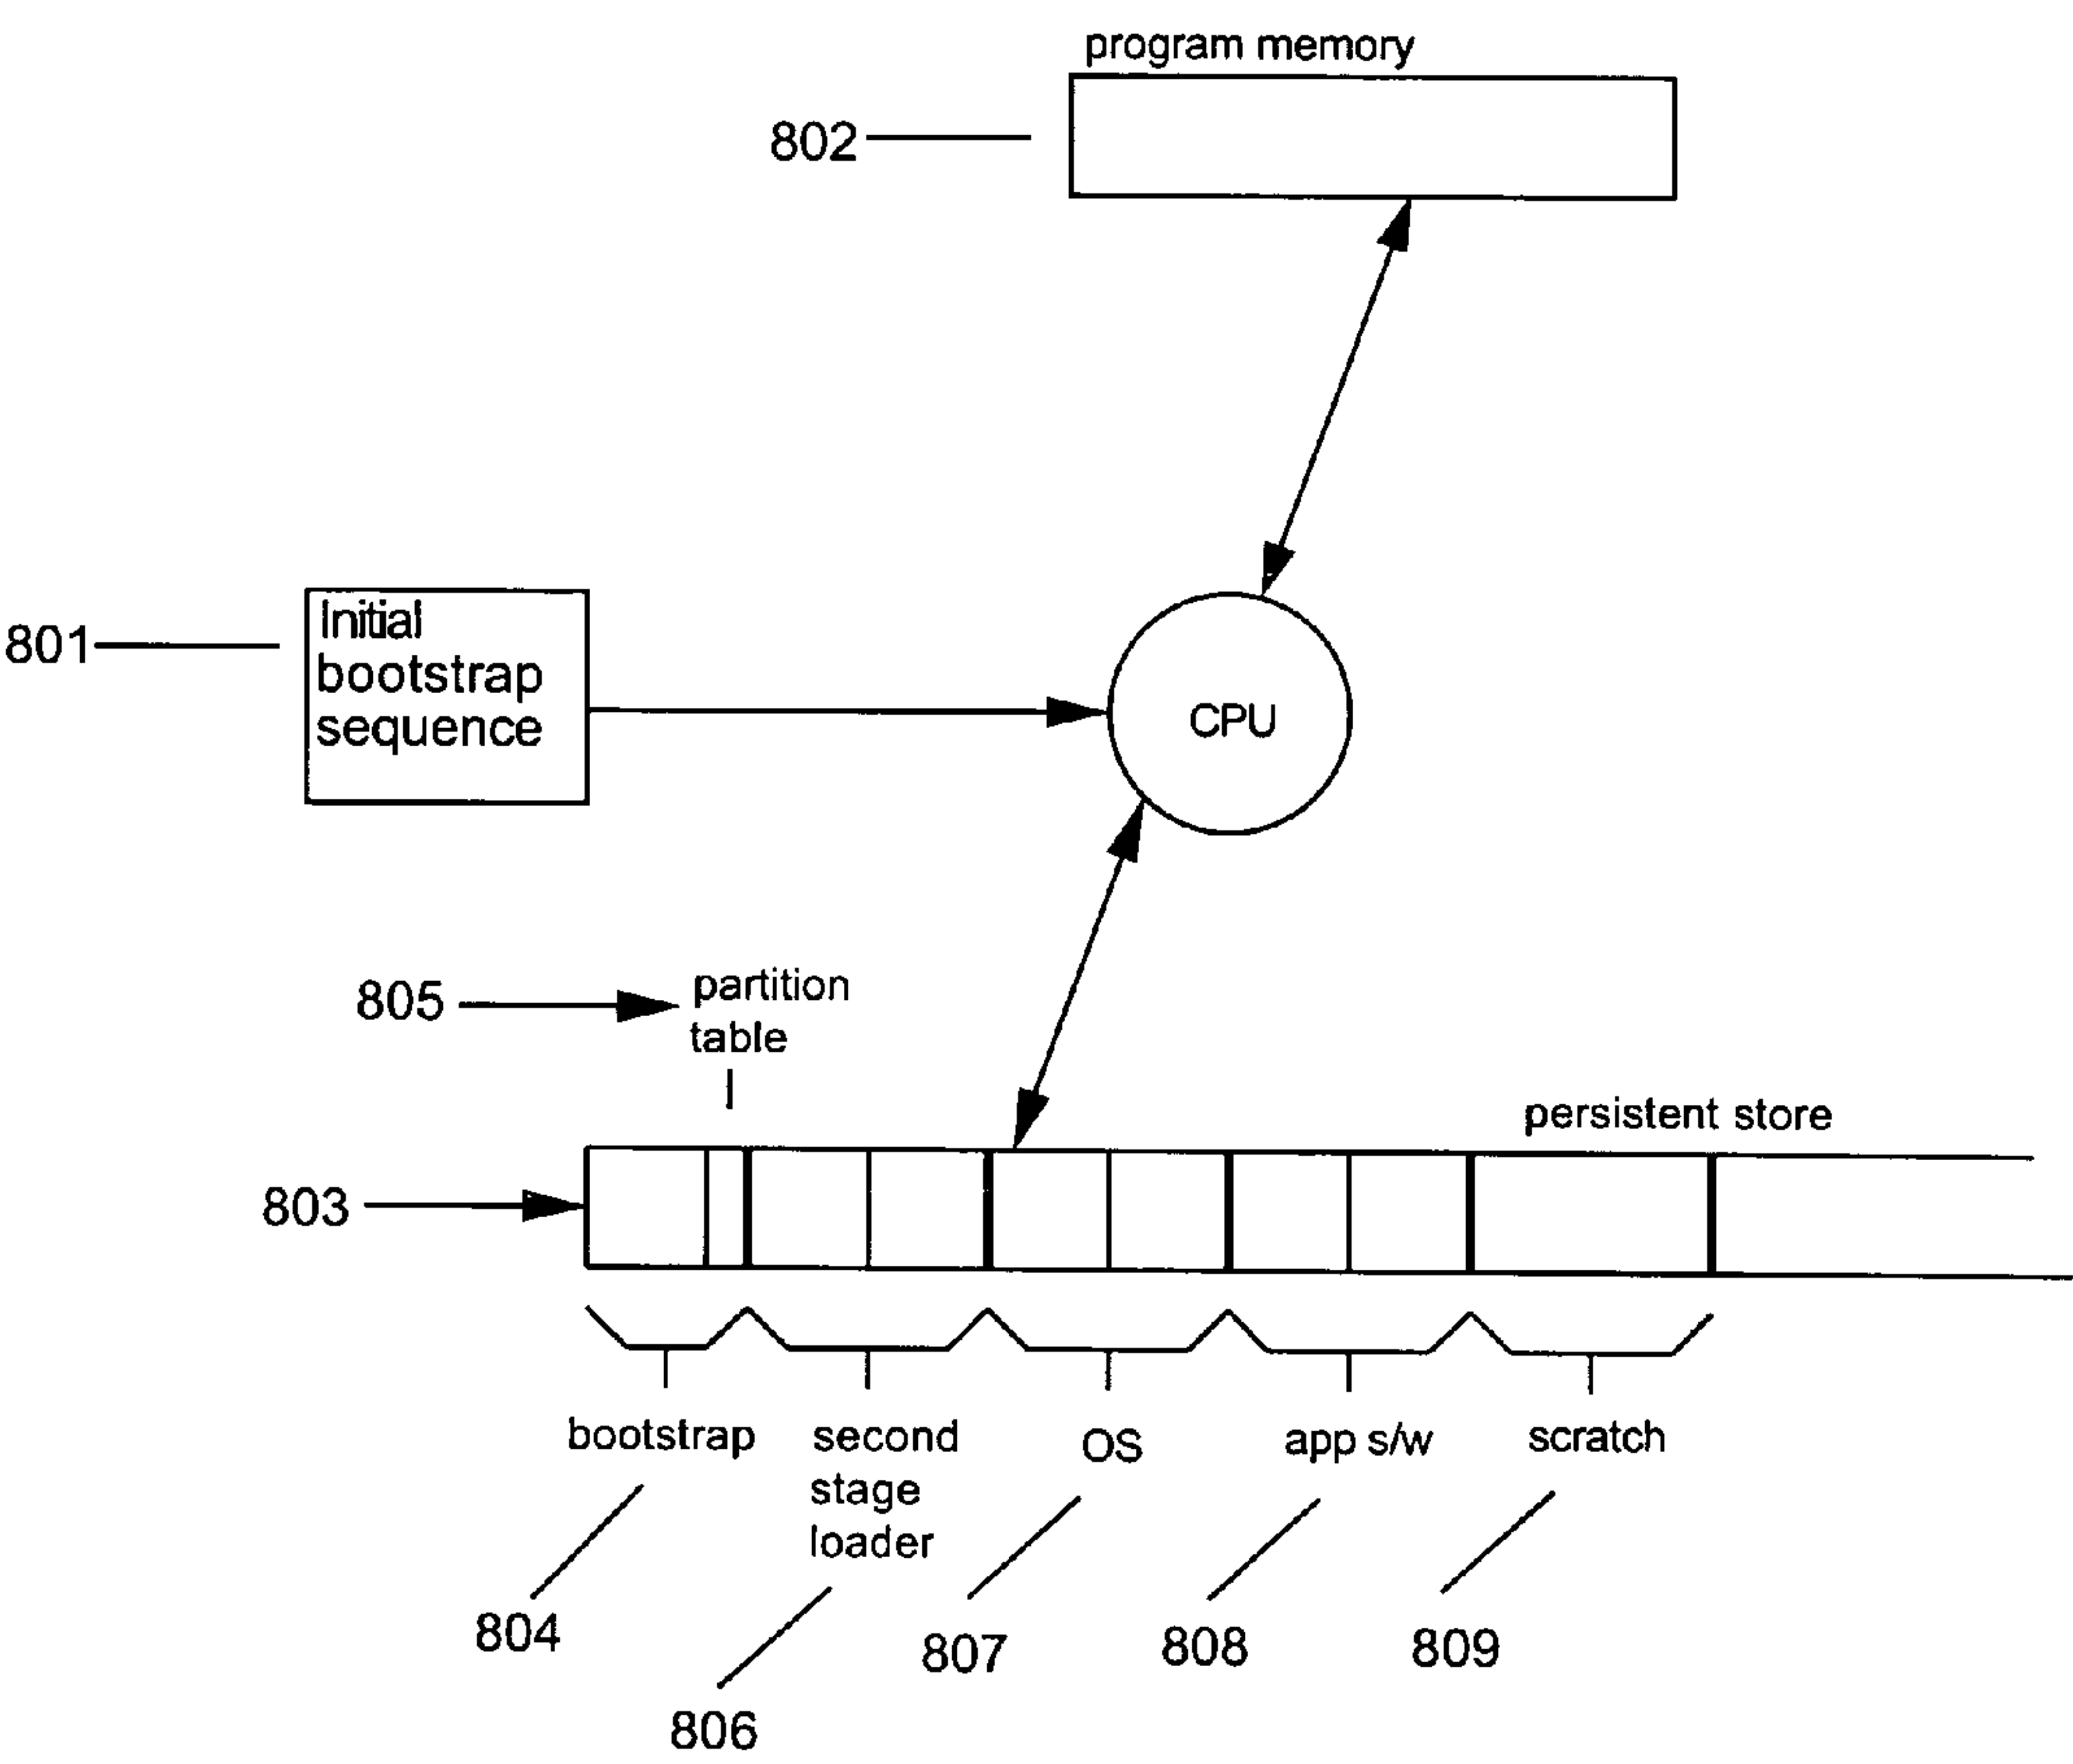 program memory
802
801
Initial
bootstrap
sequence
CPU
805
partition
table
persistent store
803
bootstrap
second
stage
loader
OS
app s/w
scratch
804
806
807
808
809